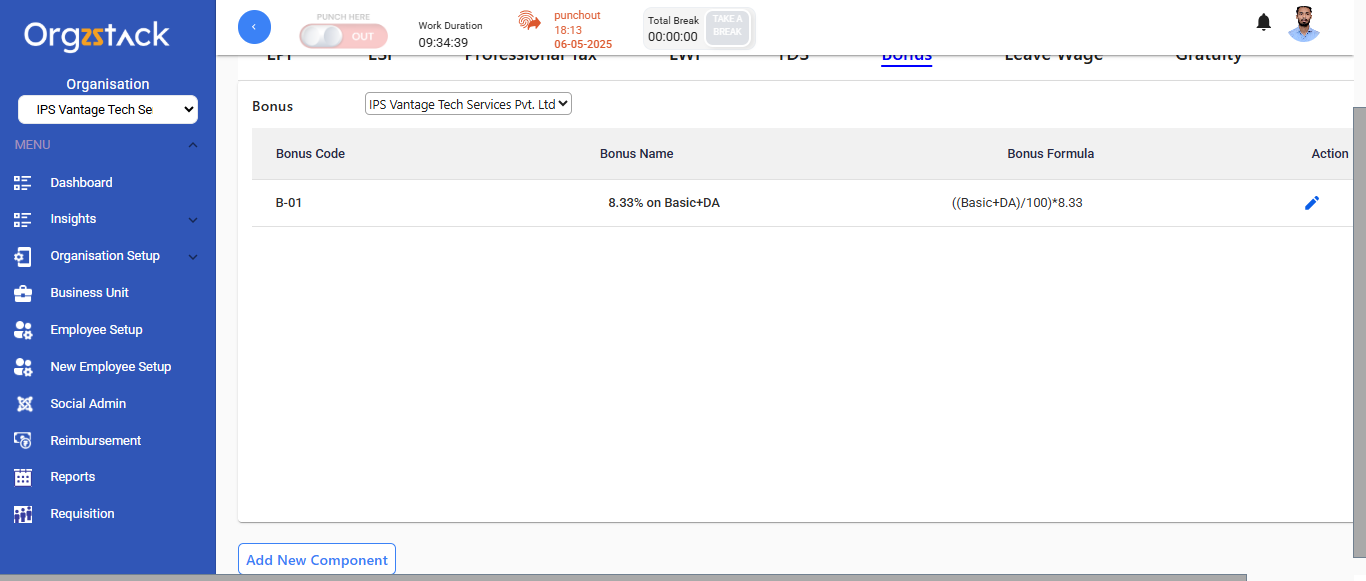 Orgzstack
Organisation
IPS Vantage Tech Se
MENU
Dashboard
Insights
Organisation Setup
Business Unit
Employee Setup
New Employee Setup
Social Admin
Reimbursement
Reports
Requisition
PUNCH HERE
OUT
Work Duration
09:34:39
punchout
18:13
06-05-2025
Total Break
00:00:00
TAKE A
BREAK
EPF ESI Professional Tax LWF TDS Bonus Leave Wage Gratuity
Bonus IPS Vantage Tech Services Pvt. Ltd
Bonus Code Bonus Name Bonus Formula Action
B-01 8.33% on Basic+DA ((Basic+DA)/100)*8.33
Add New Component